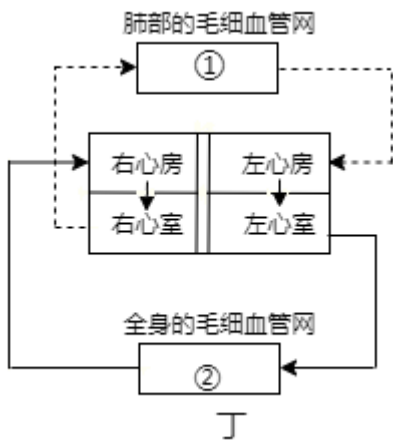 肺部的毛细血管网
①
右心房 左心房
右心室 左心室
全身的毛细血管网
②
丁